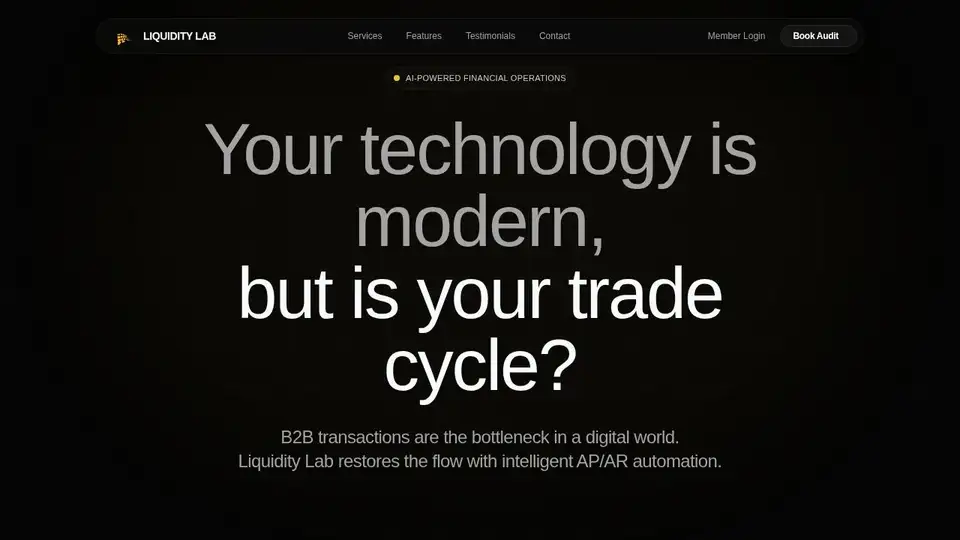 LIQUIDITY LAB
Services
Features
Testimonials
Contact
Member Login
Book Audit
AI-POWERED FINANCIAL OPERATIONS
Your technology is
modern,
but is your trade
cycle?
B2B transactions are the bottleneck in a digital world.
Liquidity Lab restores the flow with intelligent AP/AR automation.